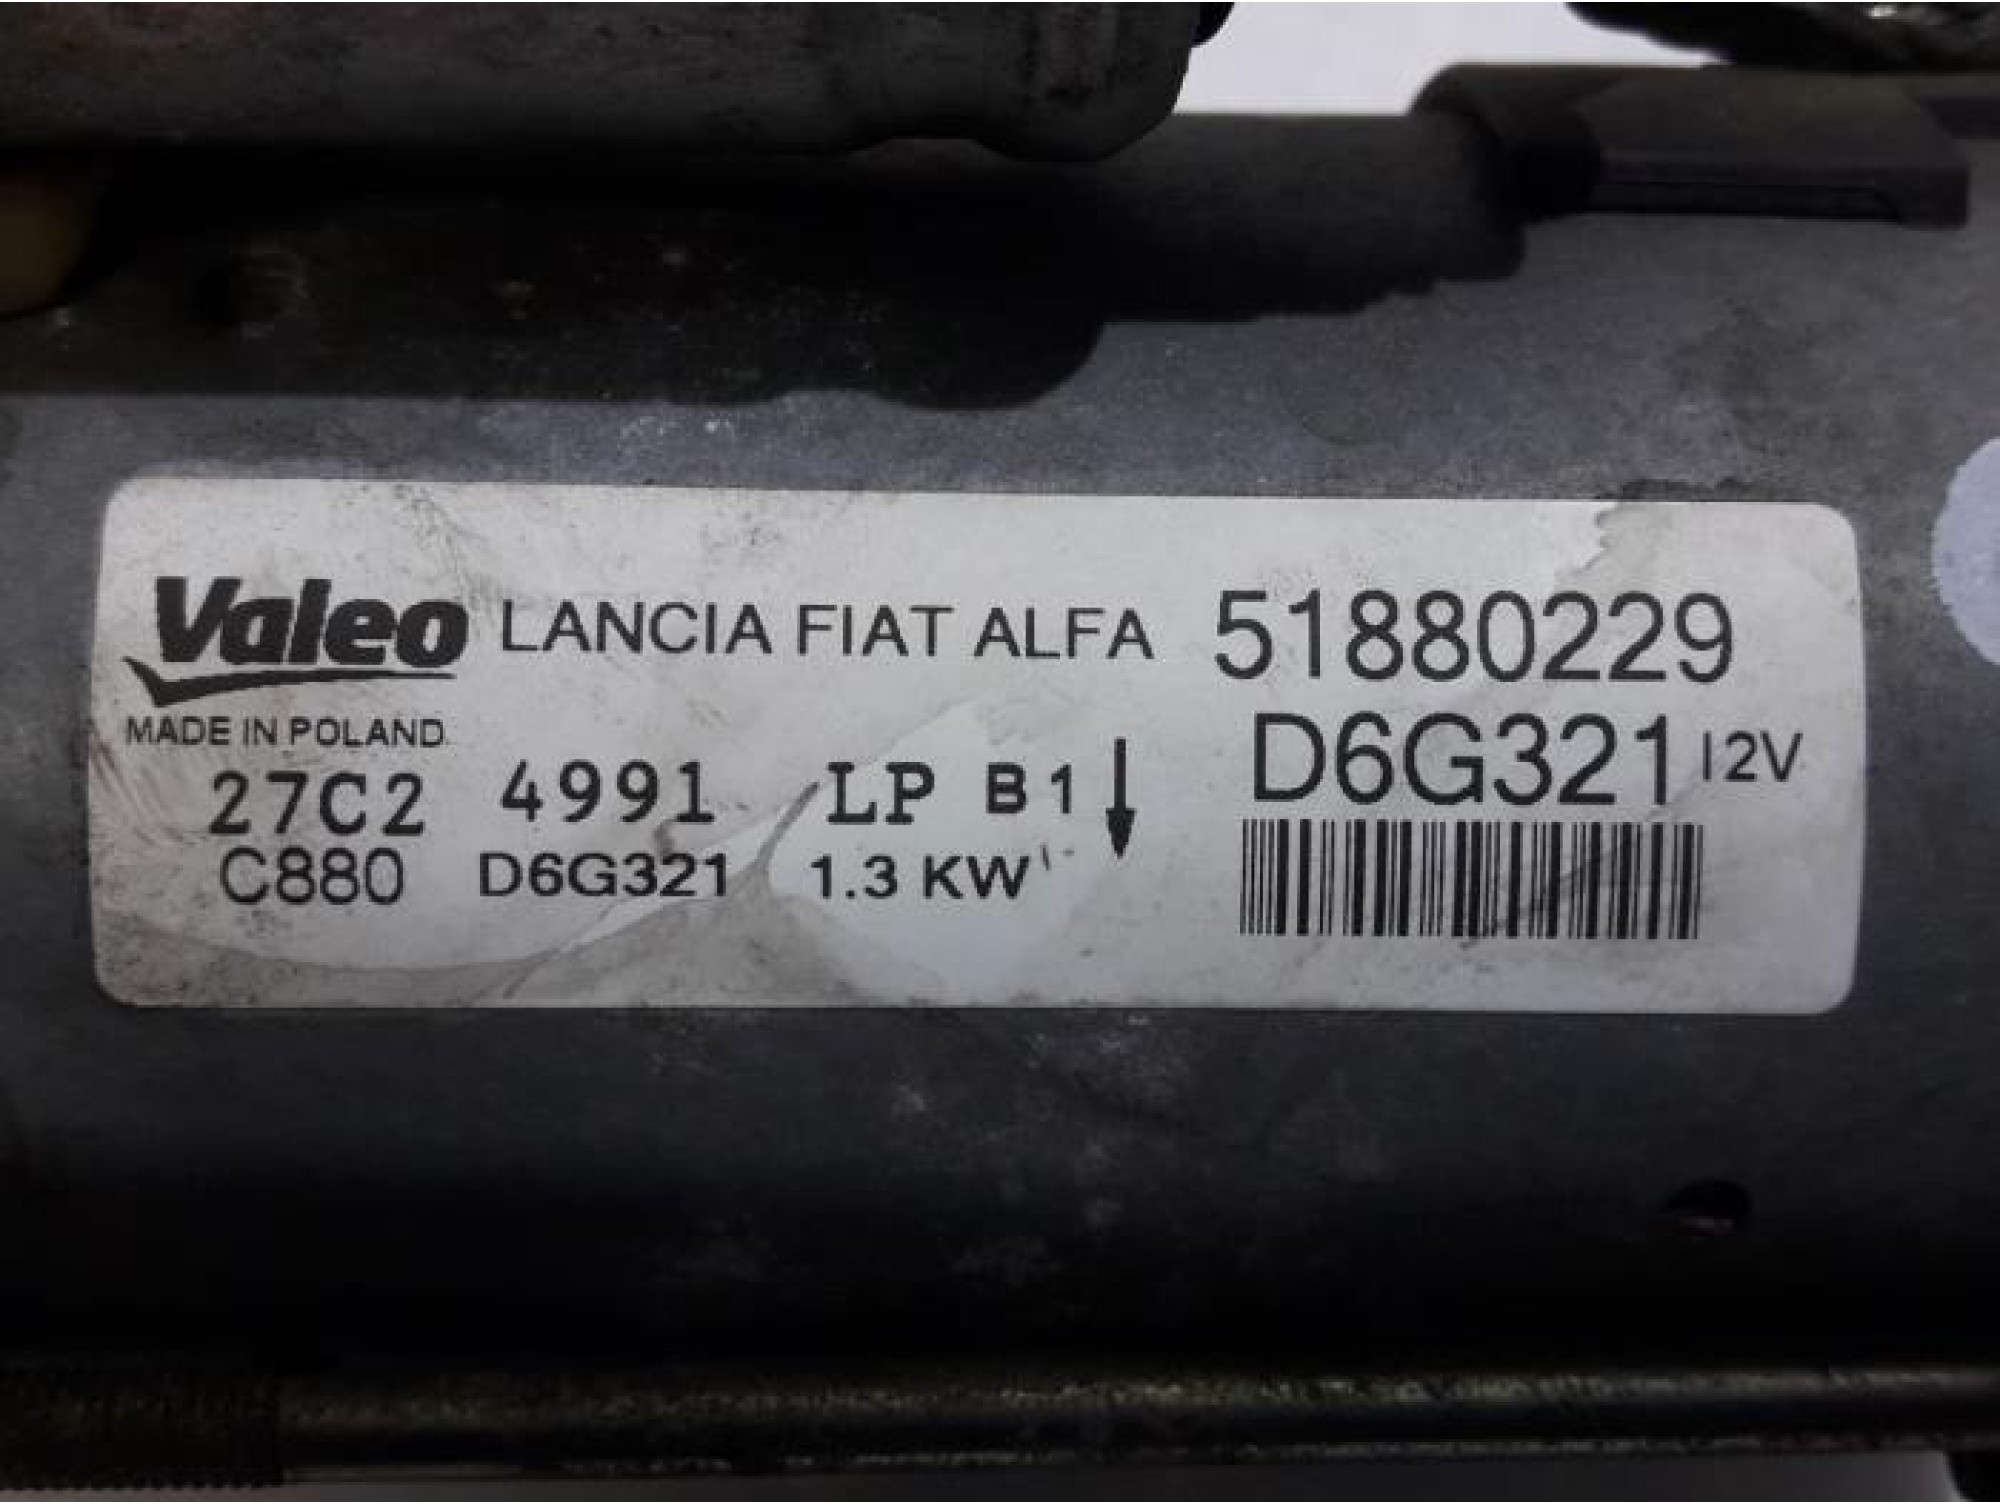 Valeo LANCIA FIAT ALFA 51880229
MADE IN POLAND D6G321 12V
27C2 4991 LP B1
C880 D6G321 1.3 KW